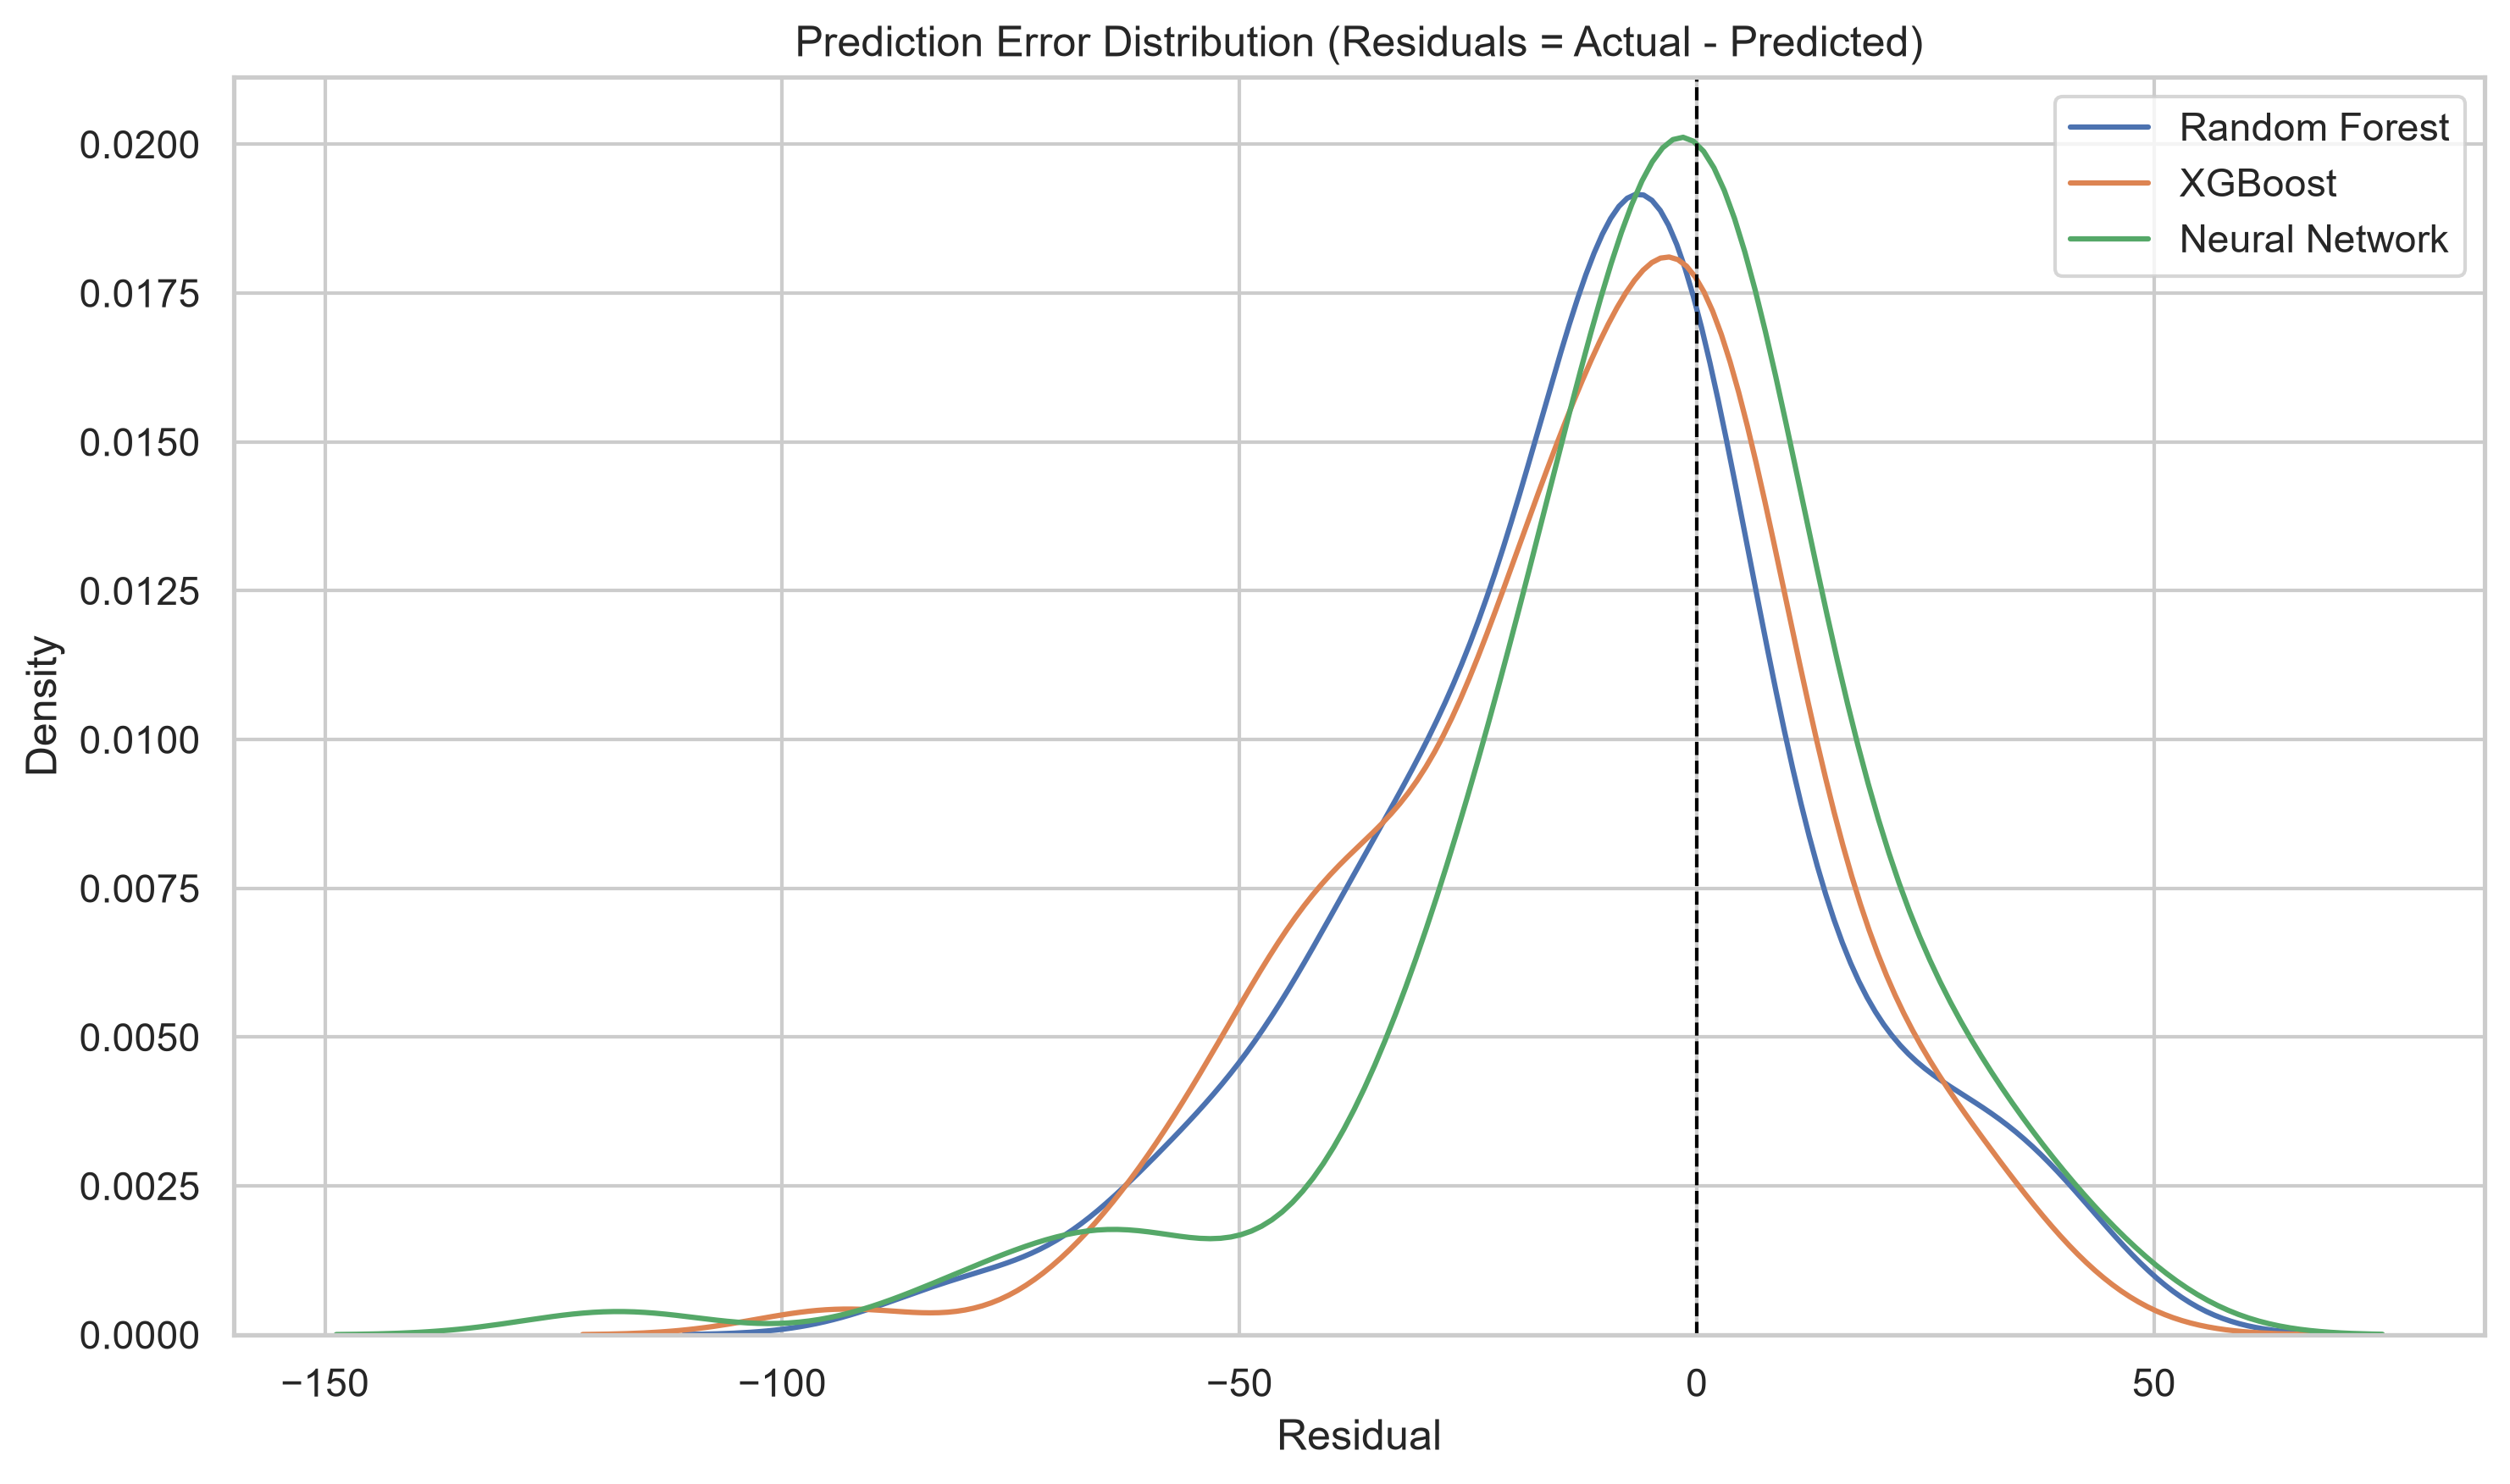 Prediction Error Distribution (Residuals = Actual - Predicted)
Random Forest
XGBoost
Neural Network
0.0200
0.0175
0.0150
0.0125
0.0100
0.0075
0.0050
0.0025
0.0000
Density
−150
−100
−50
0
50
Residual